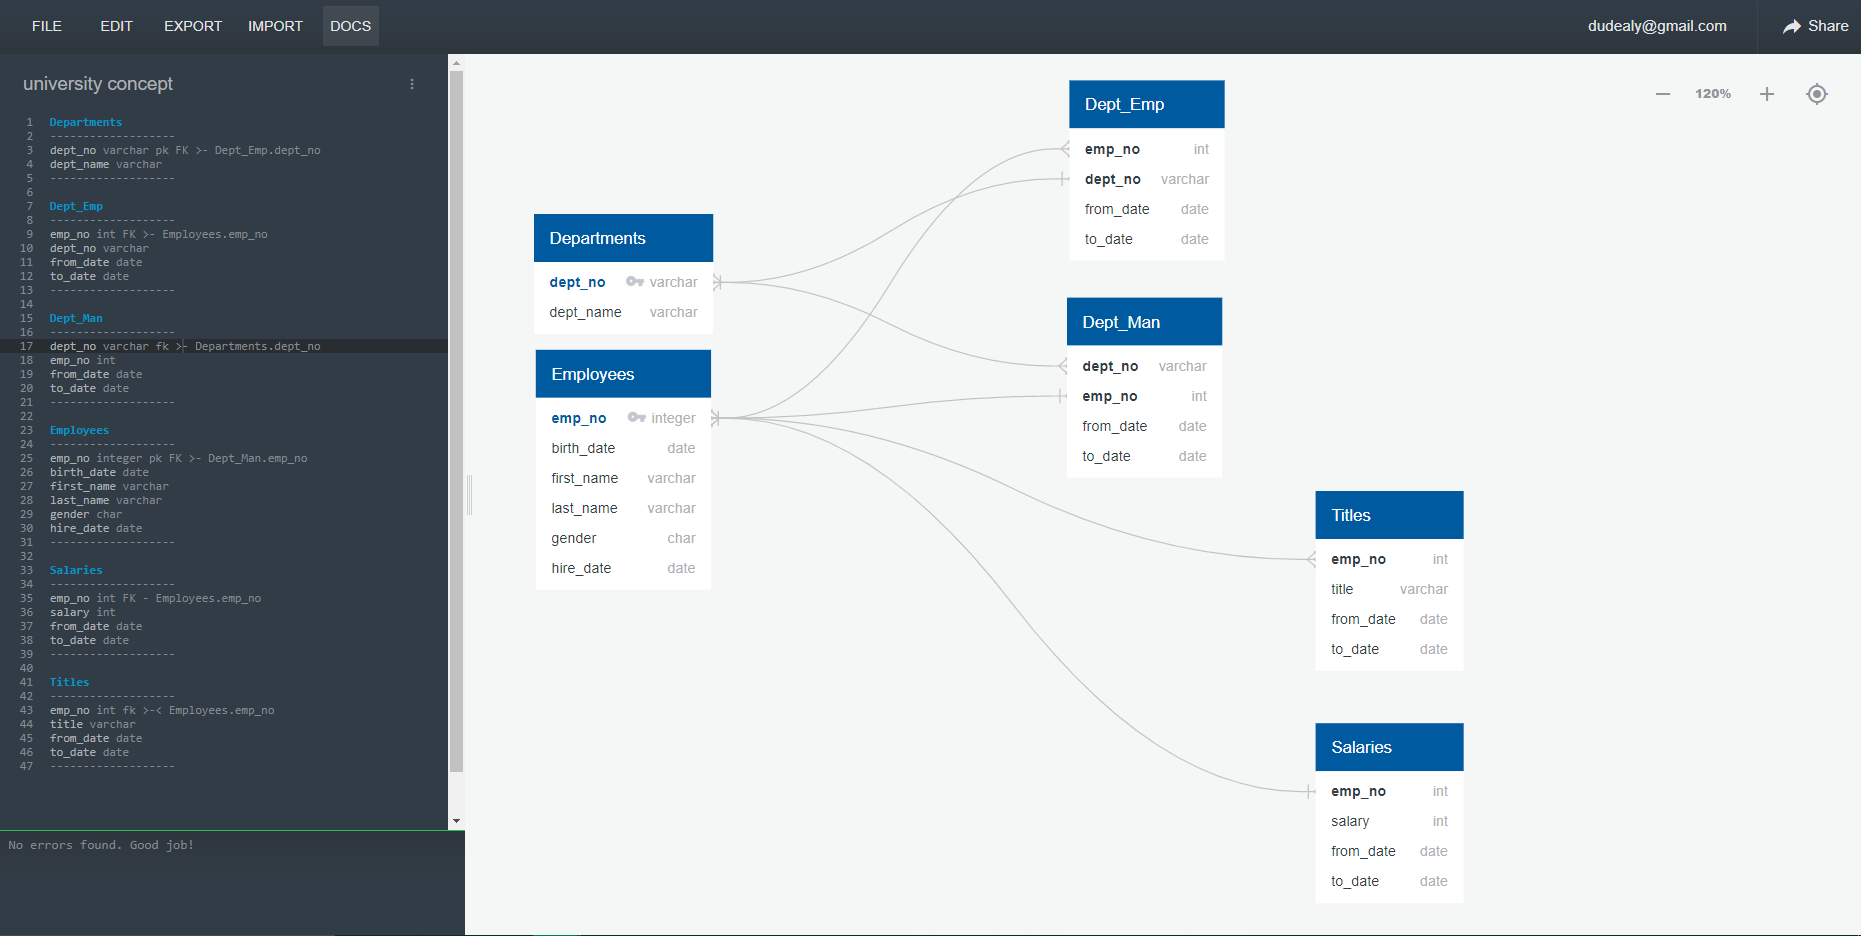 FILE EDIT EXPORT IMPORT DOCS dudealy@gmail.com Share
university concept
1 Departments
2 -------------------
3 dept_no varchar pk FK >- Dept_Emp.dept_no
4 dept_name varchar
5 -------------------
6
7 Dept_Emp
8 -------------------
9 emp_no int FK >- Employees.emp_no
10 dept_no varchar
11 from_date date
12 to_date date
13 -------------------
14
15 Dept_Man
16 -------------------
17 dept_no varchar fk >- Departments.dept_no
18 emp_no int
19 from_date date
20 to_date date
21 -------------------
22
23 Employees
24 -------------------
25 emp_no integer pk FK >- Dept_Man.emp_no
26 birth_date date
27 first_name varchar
28 last_name varchar
29 gender char
30 hire_date date
31 -------------------
32
33 Salaries
34 -------------------
35 emp_no int FK - Employees.emp_no
36 salary int
37 from_date date
38 to_date date
39 -------------------
40
41 Titles
42 -------------------
43 emp_no int fk >-< Employees.emp_no
44 title varchar
45 from_date date
46 to_date date
47 -------------------
No errors found. Good job!
120%
Departments
dept_no varchar
dept_name varchar
Employees
emp_no integer
birth_date date
first_name varchar
last_name varchar
gender char
hire_date date
Dept_Emp
emp_no int
dept_no varchar
from_date date
to_date date
Dept_Man
dept_no varchar
emp_no int
from_date date
to_date date
Titles
emp_no int
title varchar
from_date date
to_date date
Salaries
emp_no int
salary int
from_date date
to_date date